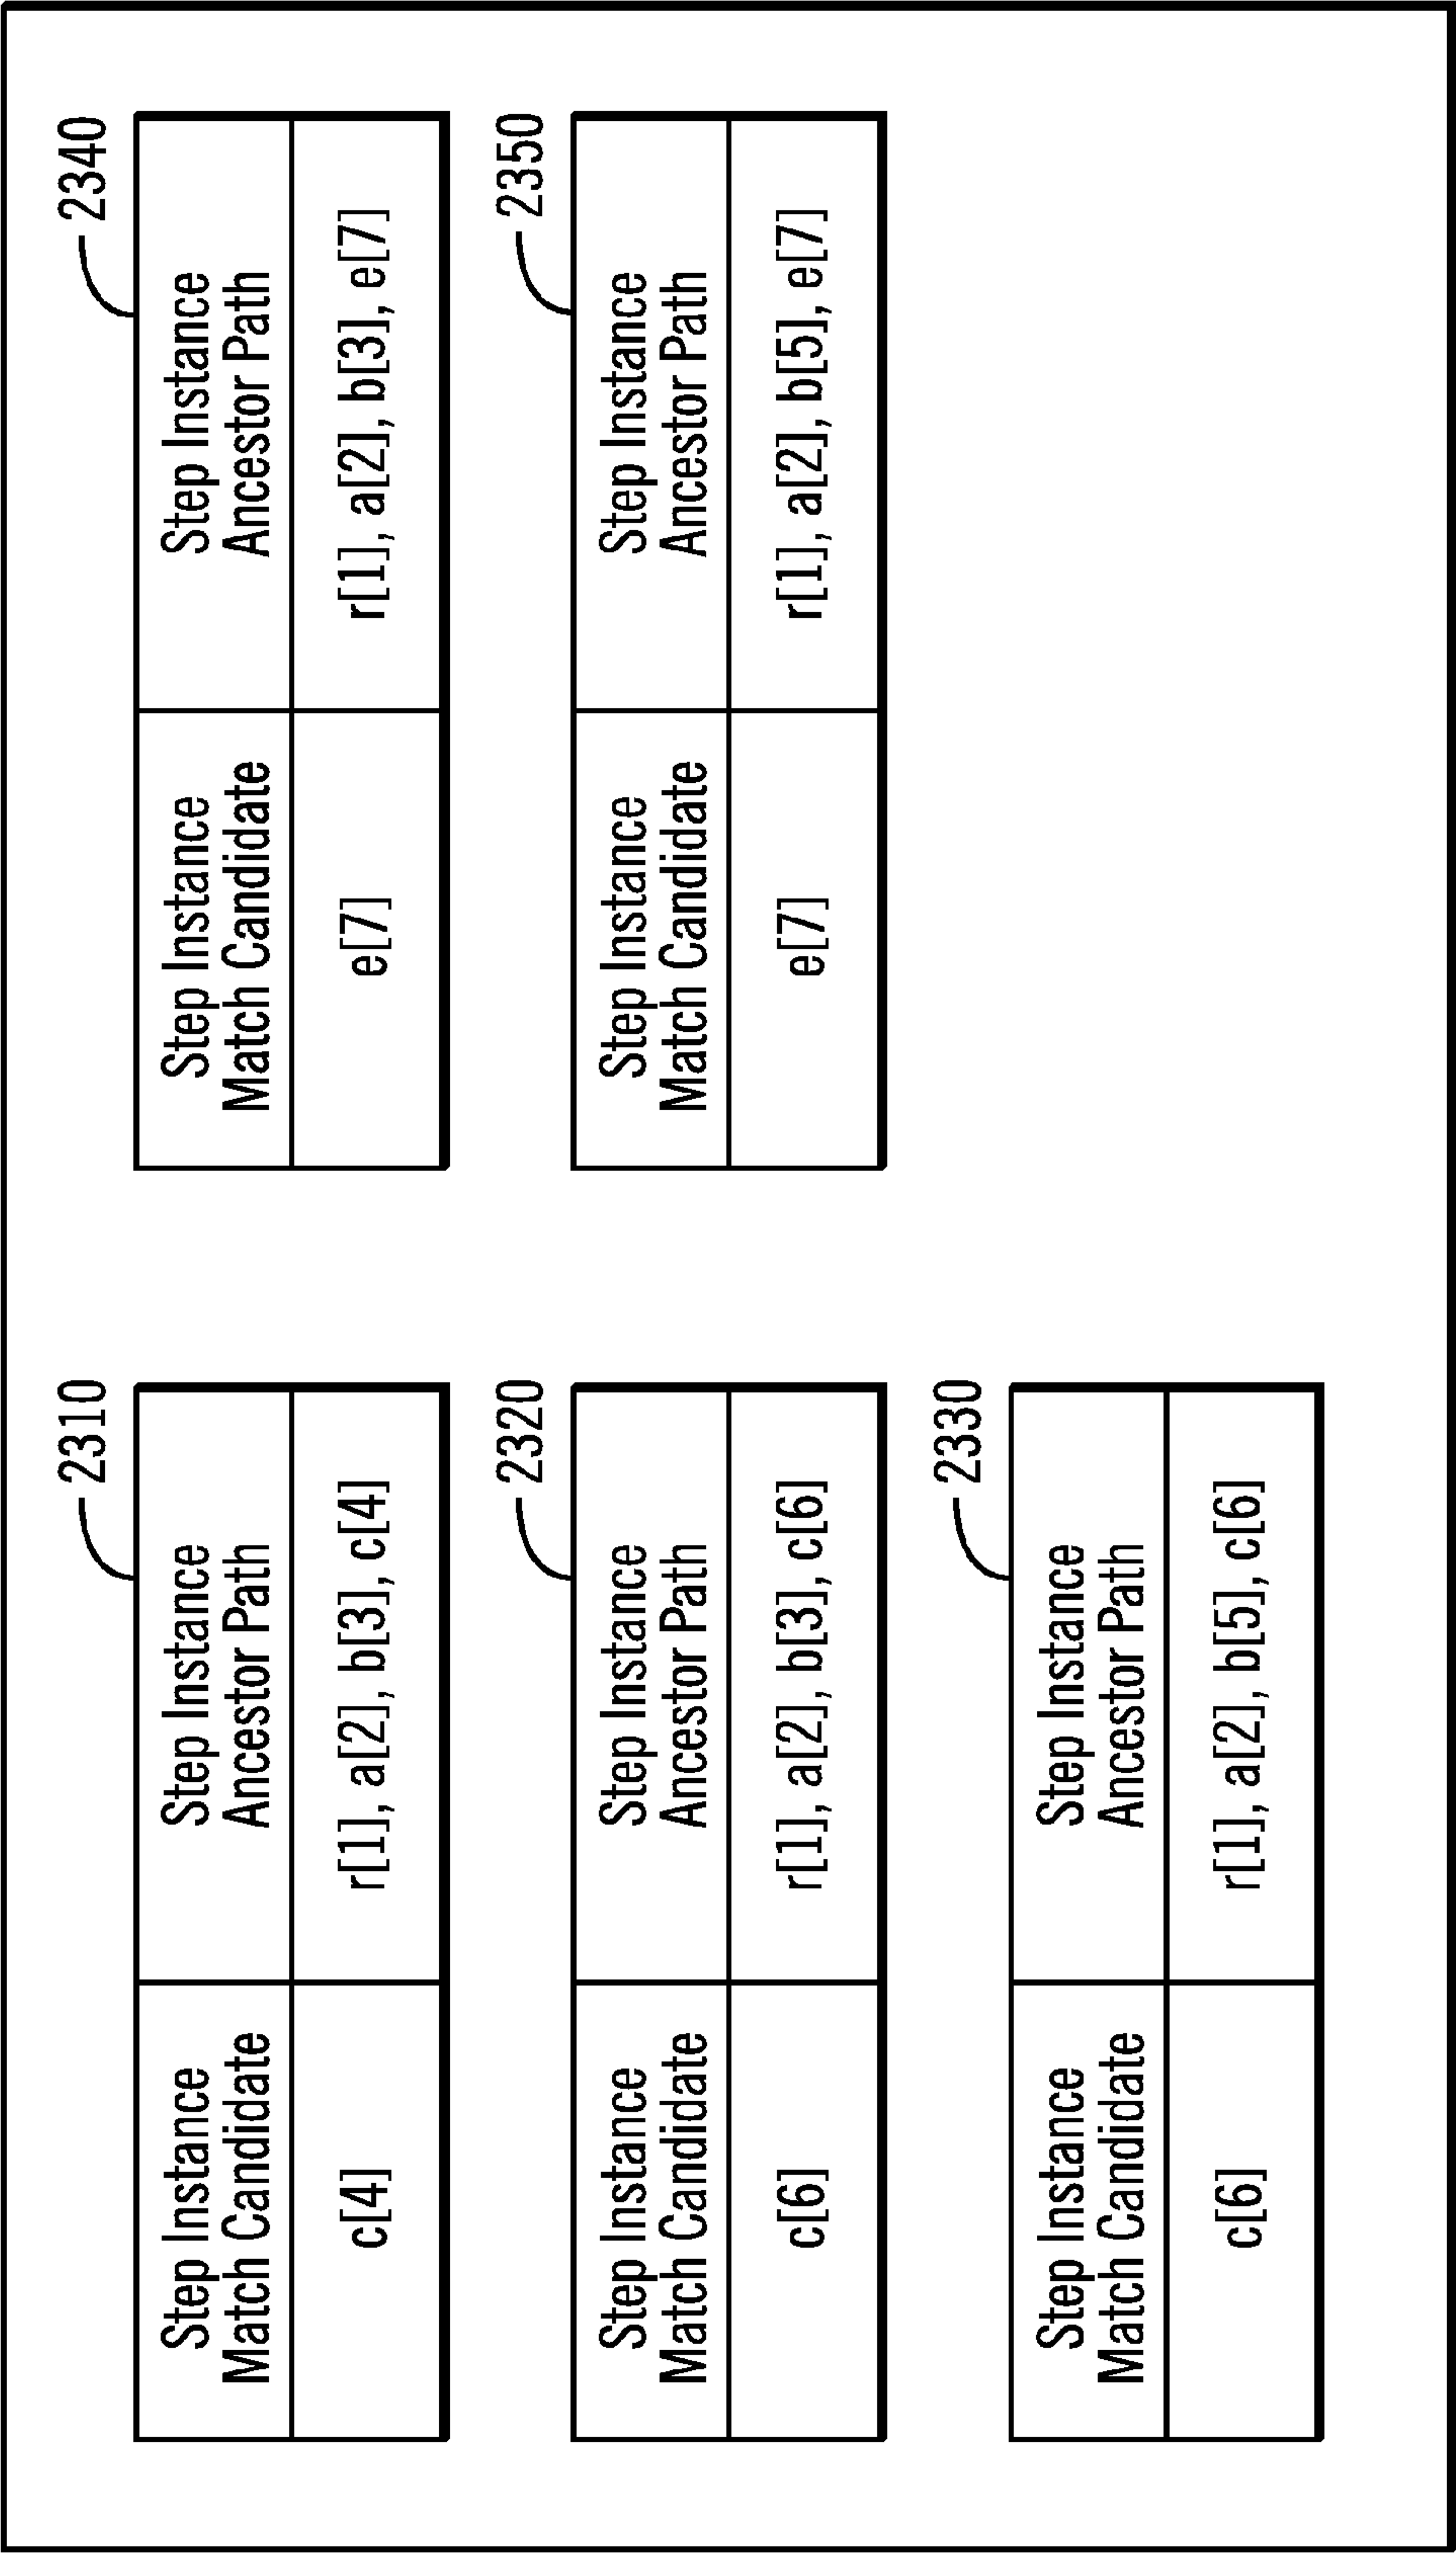 2310
Step Instance
Match Candidate
Step Instance
Ancestor Path
c[4]
r[1], a[2], b[3], c[4]
2320
Step Instance
Match Candidate
Step Instance
Ancestor Path
c[6]
r[1], a[2], b[3], c[6]
2330
Step Instance
Match Candidate
Step Instance
Ancestor Path
c[6]
r[1], a[2], b[5], c[6]
2340
Step Instance
Match Candidate
Step Instance
Ancestor Path
e[7]
r[1], a[2], b[3], e[7]
2350
Step Instance
Match Candidate
Step Instance
Ancestor Path
e[7]
r[1], a[2], b[5], e[7]